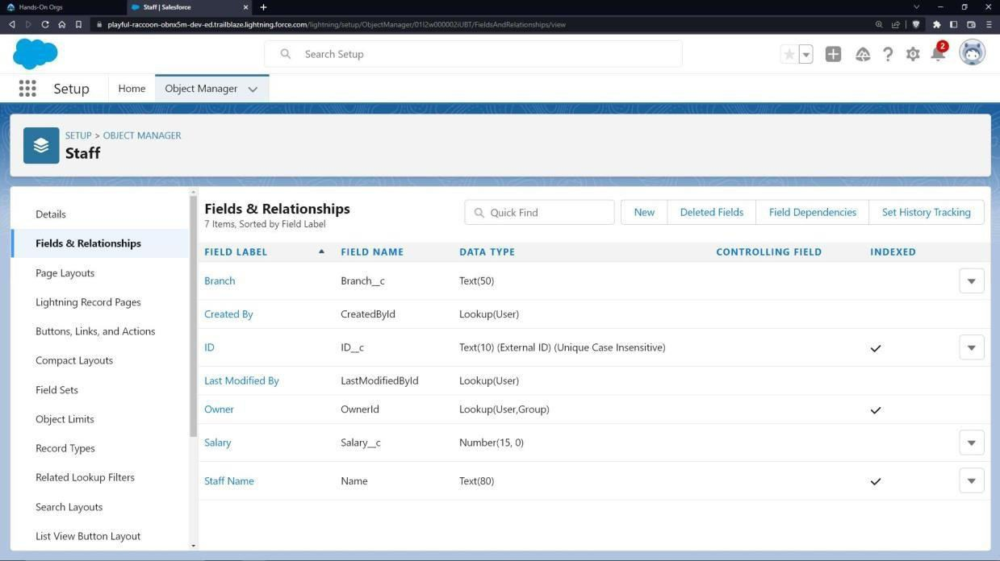 Hands-On Orgs
Staff | Salesforce
playful-raccoon-obnx5m-dev-ed.trailblaze.lightning.force.com/lightning/setup/ObjectManager/01I2w000002iUBT/FieldsAndRelationships/view
Search Setup
2
Setup
Home
Object Manager
SETUP > OBJECT MANAGER
Staff
Details
Fields & Relationships
Page Layouts
Lightning Record Pages
Buttons, Links, and Actions
Compact Layouts
Field Sets
Object Limits
Record Types
Related Lookup Filters
Search Layouts
List View Button Layout
Fields & Relationships
7 Items, Sorted by Field Label
Quick Find
New
Deleted Fields
Field Dependencies
Set History Tracking
FIELD LABEL FIELD NAME DATA TYPE CONTROLLING FIELD INDEXED
Branch Branch__c Text(50)
Created By CreatedById Lookup(User)
ID ID__c Text(10) (External ID) (Unique Case Insensitive)
Last Modified By LastModifiedById Lookup(User)
Owner OwnerId Lookup(User,Group)
Salary Salary__c Number(15, 0)
Staff Name Name Text(80)